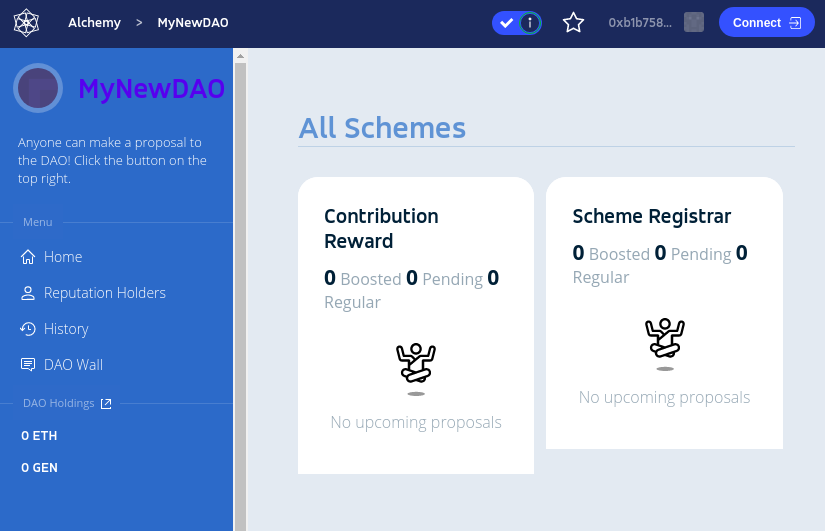 Alchemy > MyNewDAO
0xb1b758...
Connect
MyNewDAO
Anyone can make a proposal to
the DAO! Click the button on the
top right.
Menu
Home
Reputation Holders
History
DAO Wall
DAO Holdings
0 ETH
0 GEN
All Schemes
Contribution
Reward
0 Boosted 0 Pending 0
Regular
No upcoming proposals
Scheme Registrar
0 Boosted 0 Pending 0
Regular
No upcoming proposals